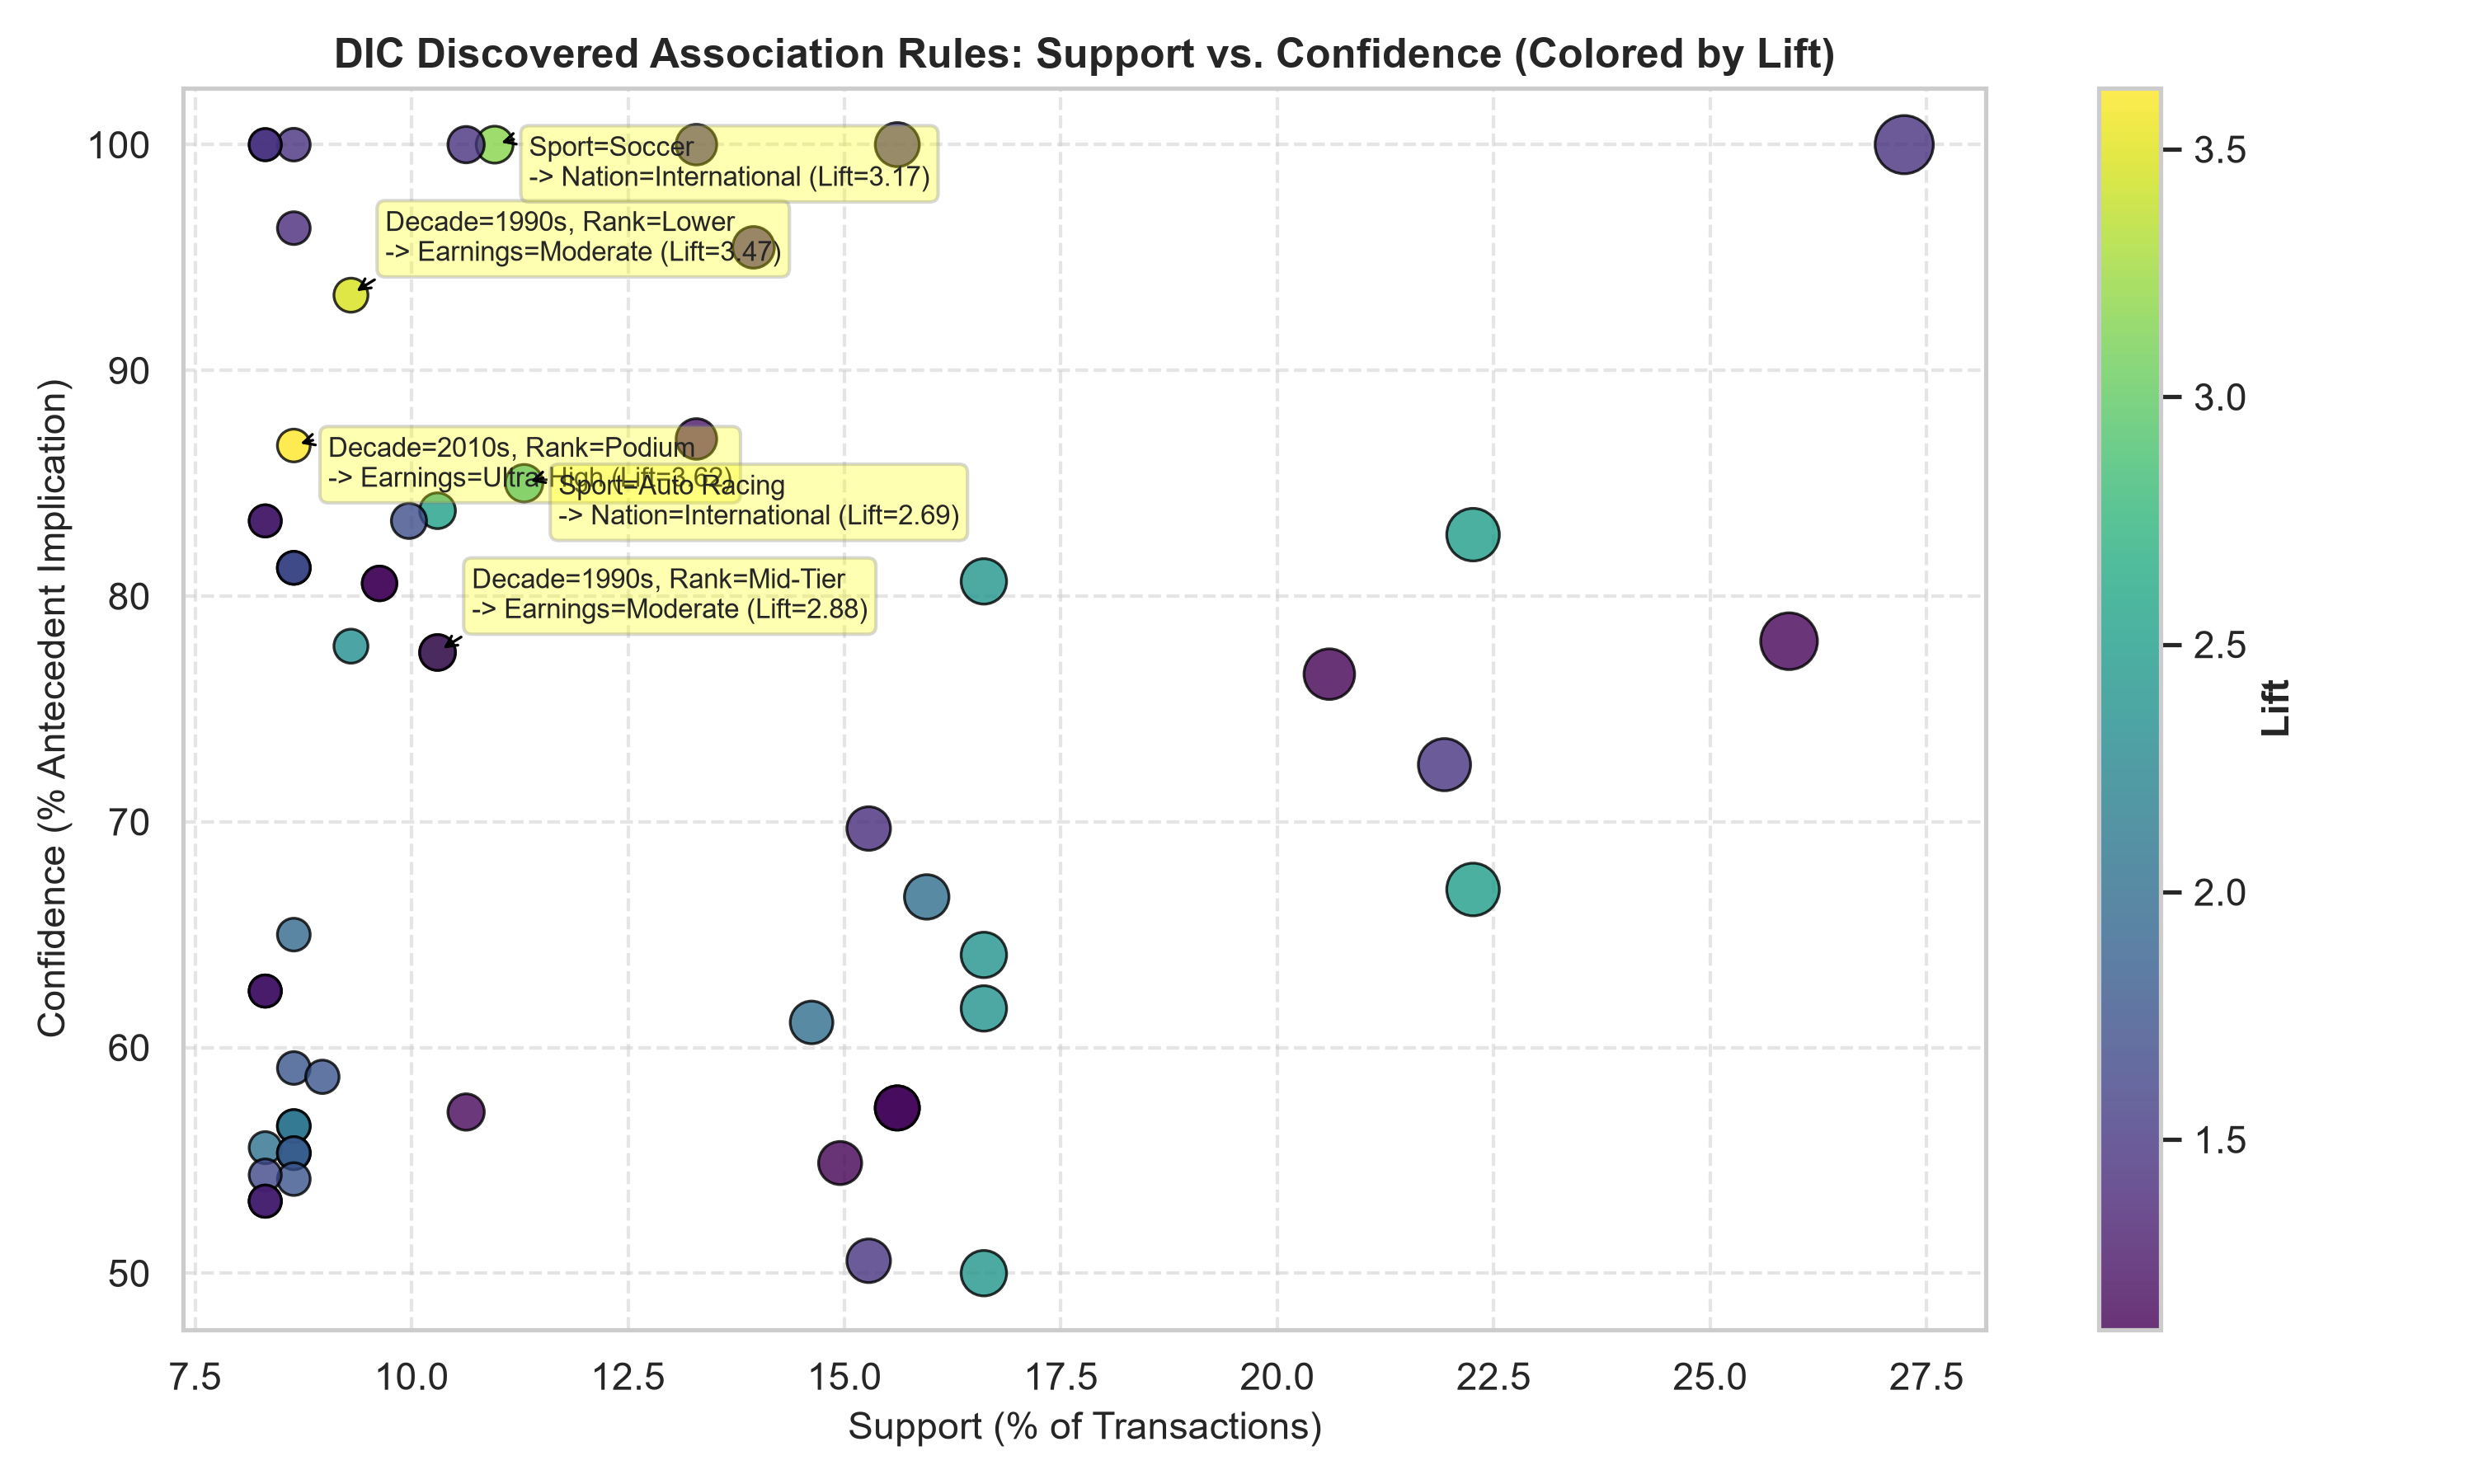 DIC Discovered Association Rules: Support vs. Confidence (Colored by Lift)
Confidence (% Antecedent Implication)
100
90
80
70
60
50
Sport=Soccer
-> Nation=International (Lift=3.17)
Decade=1990s, Rank=Lower
-> Earnings=Moderate (Lift=3.47)
Decade=2010s, Rank=Podium
-> Earnings=Ultra-High (Lift=3.62)
Sport=Auto Racing
-> Nation=International (Lift=2.69)
Decade=1990s, Rank=Mid-Tier
-> Earnings=Moderate (Lift=2.88)
7.5 10.0 12.5 15.0 17.5 20.0 22.5 25.0 27.5
Support (% of Transactions)
3.5
3.0
2.5
2.0
1.5
Lift